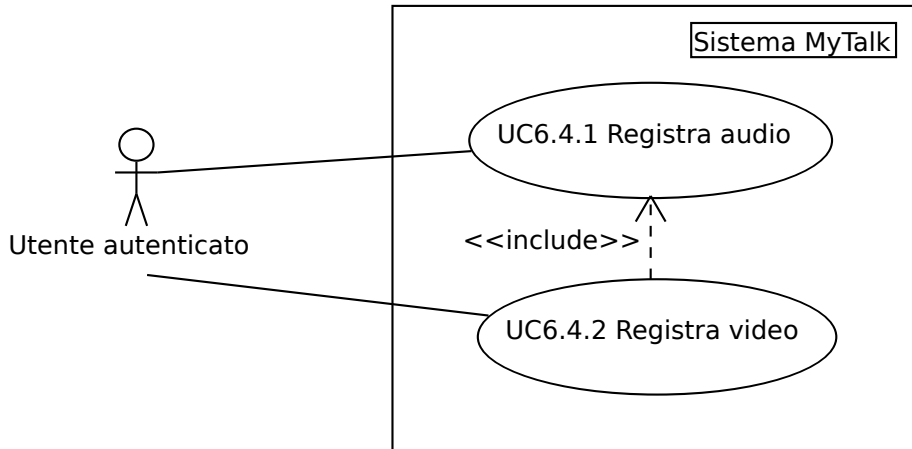 Sistema MyTalk
UC6.4.1 Registra audio
Utente autenticato
<<include>>
UC6.4.2 Registra video